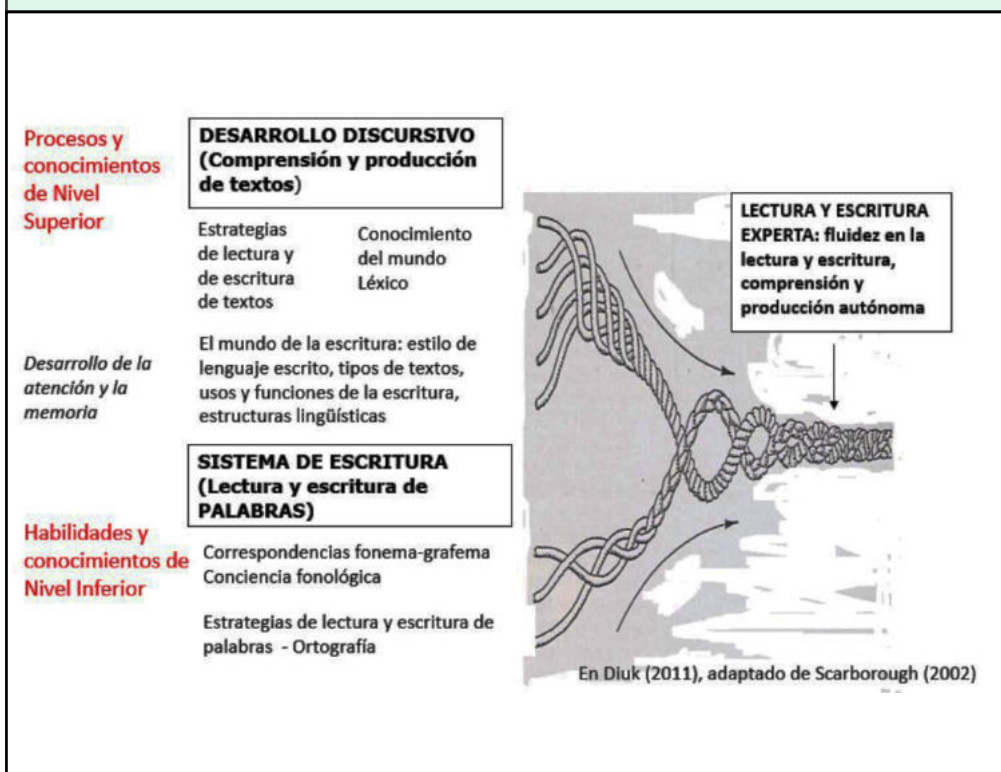 Procesos y
conocimientos
de Nivel
Superior
DESARROLLO DISCURSIVO
(Comprensión y producción
de textos)
Estrategias
de lectura y
de escritura
de textos
Conocimiento
del mundo
Léxico
Desarrollo de la
atención y la
memoria
El mundo de la escritura: estilo de
lenguaje escrito, tipos de textos,
usos y funciones de la escritura,
estructuras lingüísticas
SISTEMA DE ESCRITURA
(Lectura y escritura de
PALABRAS)
Habilidades y
conocimientos de
Nivel Inferior
Correspondencias fonema-grafema
Conciencia fonológica
Estrategias de lectura y escritura de
palabras - Ortografía
LECTURA Y ESCRITURA
EXPERTA: fluidez en la
lectura y escritura,
comprensión y
producción autónoma
En Diuk (2011), adaptado de Scarborough (2002)